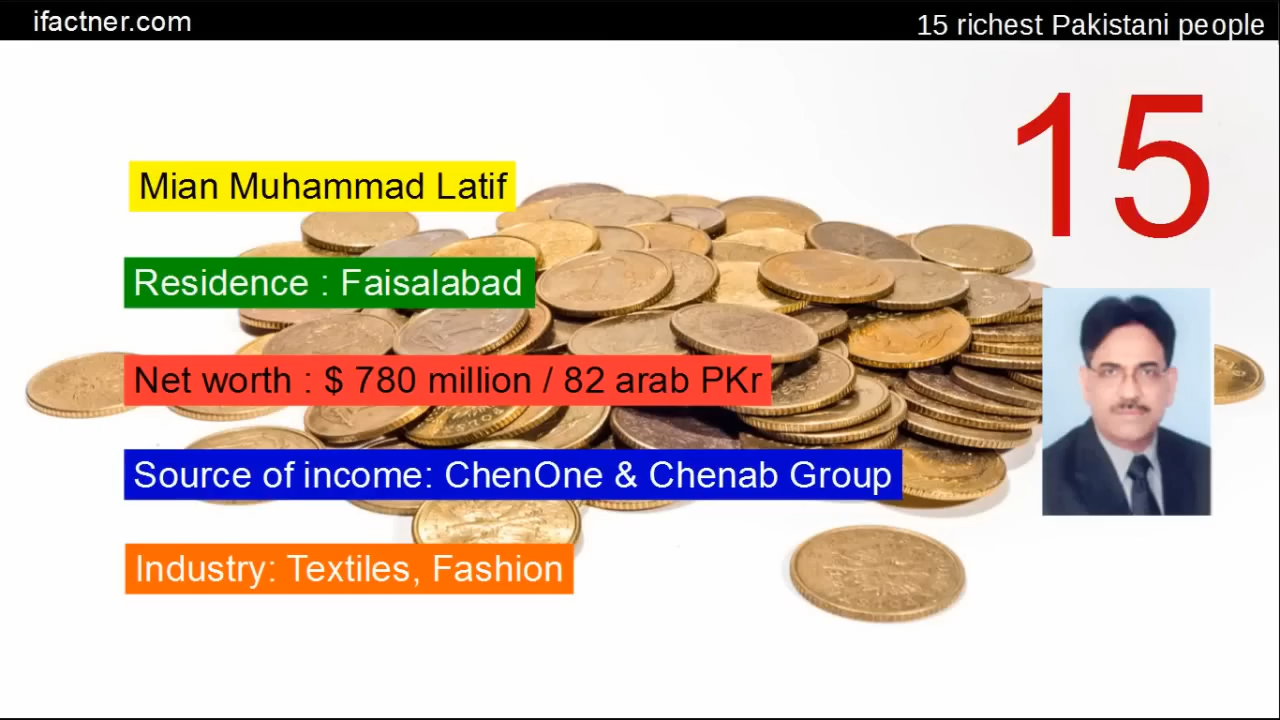 ifactner.com
15 richest Pakistani people
15
Mian Muhammad Latif
Residence : Faisalabad
Net worth : $ 780 million / 82 arab PKr
Source of income: ChenOne & Chenab Group
Industry: Textiles, Fashion